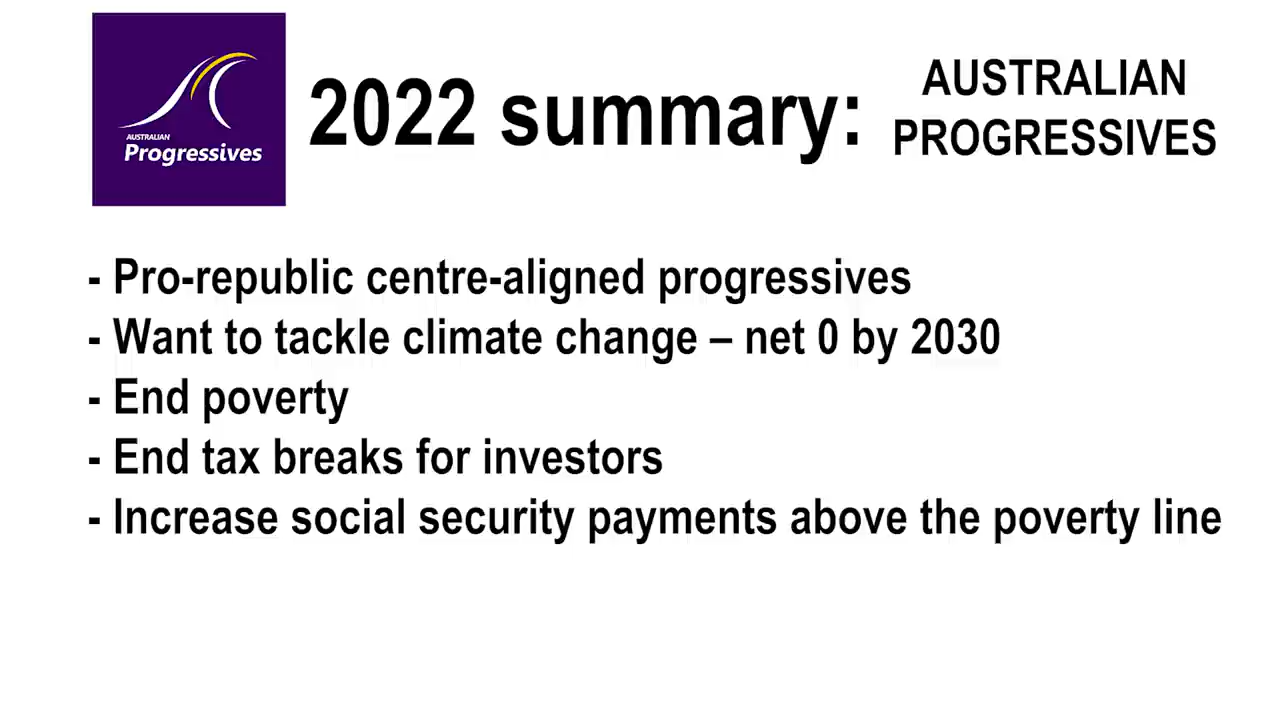 AUSTRALIAN
Progressives
2022 summary:
AUSTRALIAN
PROGRESSIVES
- Pro-republic centre-aligned progressives
- Want to tackle climate change – net 0 by 2030
- End poverty
- End tax breaks for investors
- Increase social security payments above the poverty line